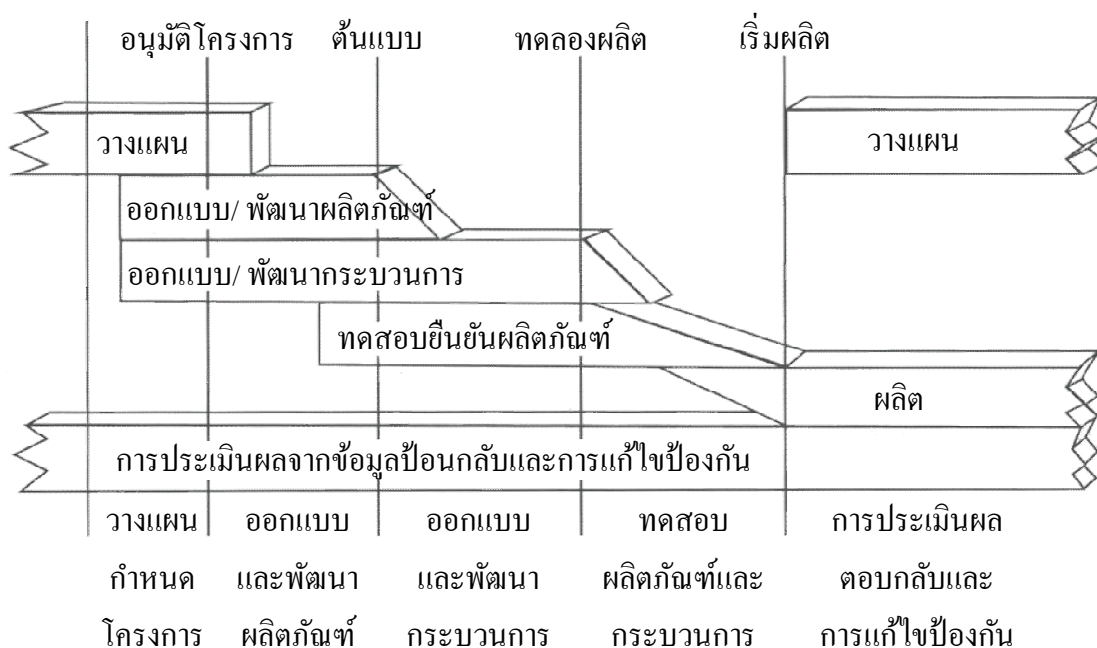 อนุมัติโครงการ ต้นแบบ ทดลองผลิต เริ่มผลิต
วางแผน วางแผน
ออกแบบ/ พัฒนาผลิตภัณฑ์
ออกแบบ/ พัฒนากระบวนการ
ทดสอบยืนยันผลิตภัณฑ์
ผลิต
การประเมินผลจากข้อมูลป้อนกลับและการแก้ไขป้องกัน
วางแผน ออกแบบ ออกแบบ ทดสอบ การประเมินผล
กำหนด และพัฒนา และพัฒนา ผลิตภัณฑ์และ ตอบกลับและ
โครงการ ผลิตภัณฑ์ กระบวนการ กระบวนการ การแก้ไขป้องกัน